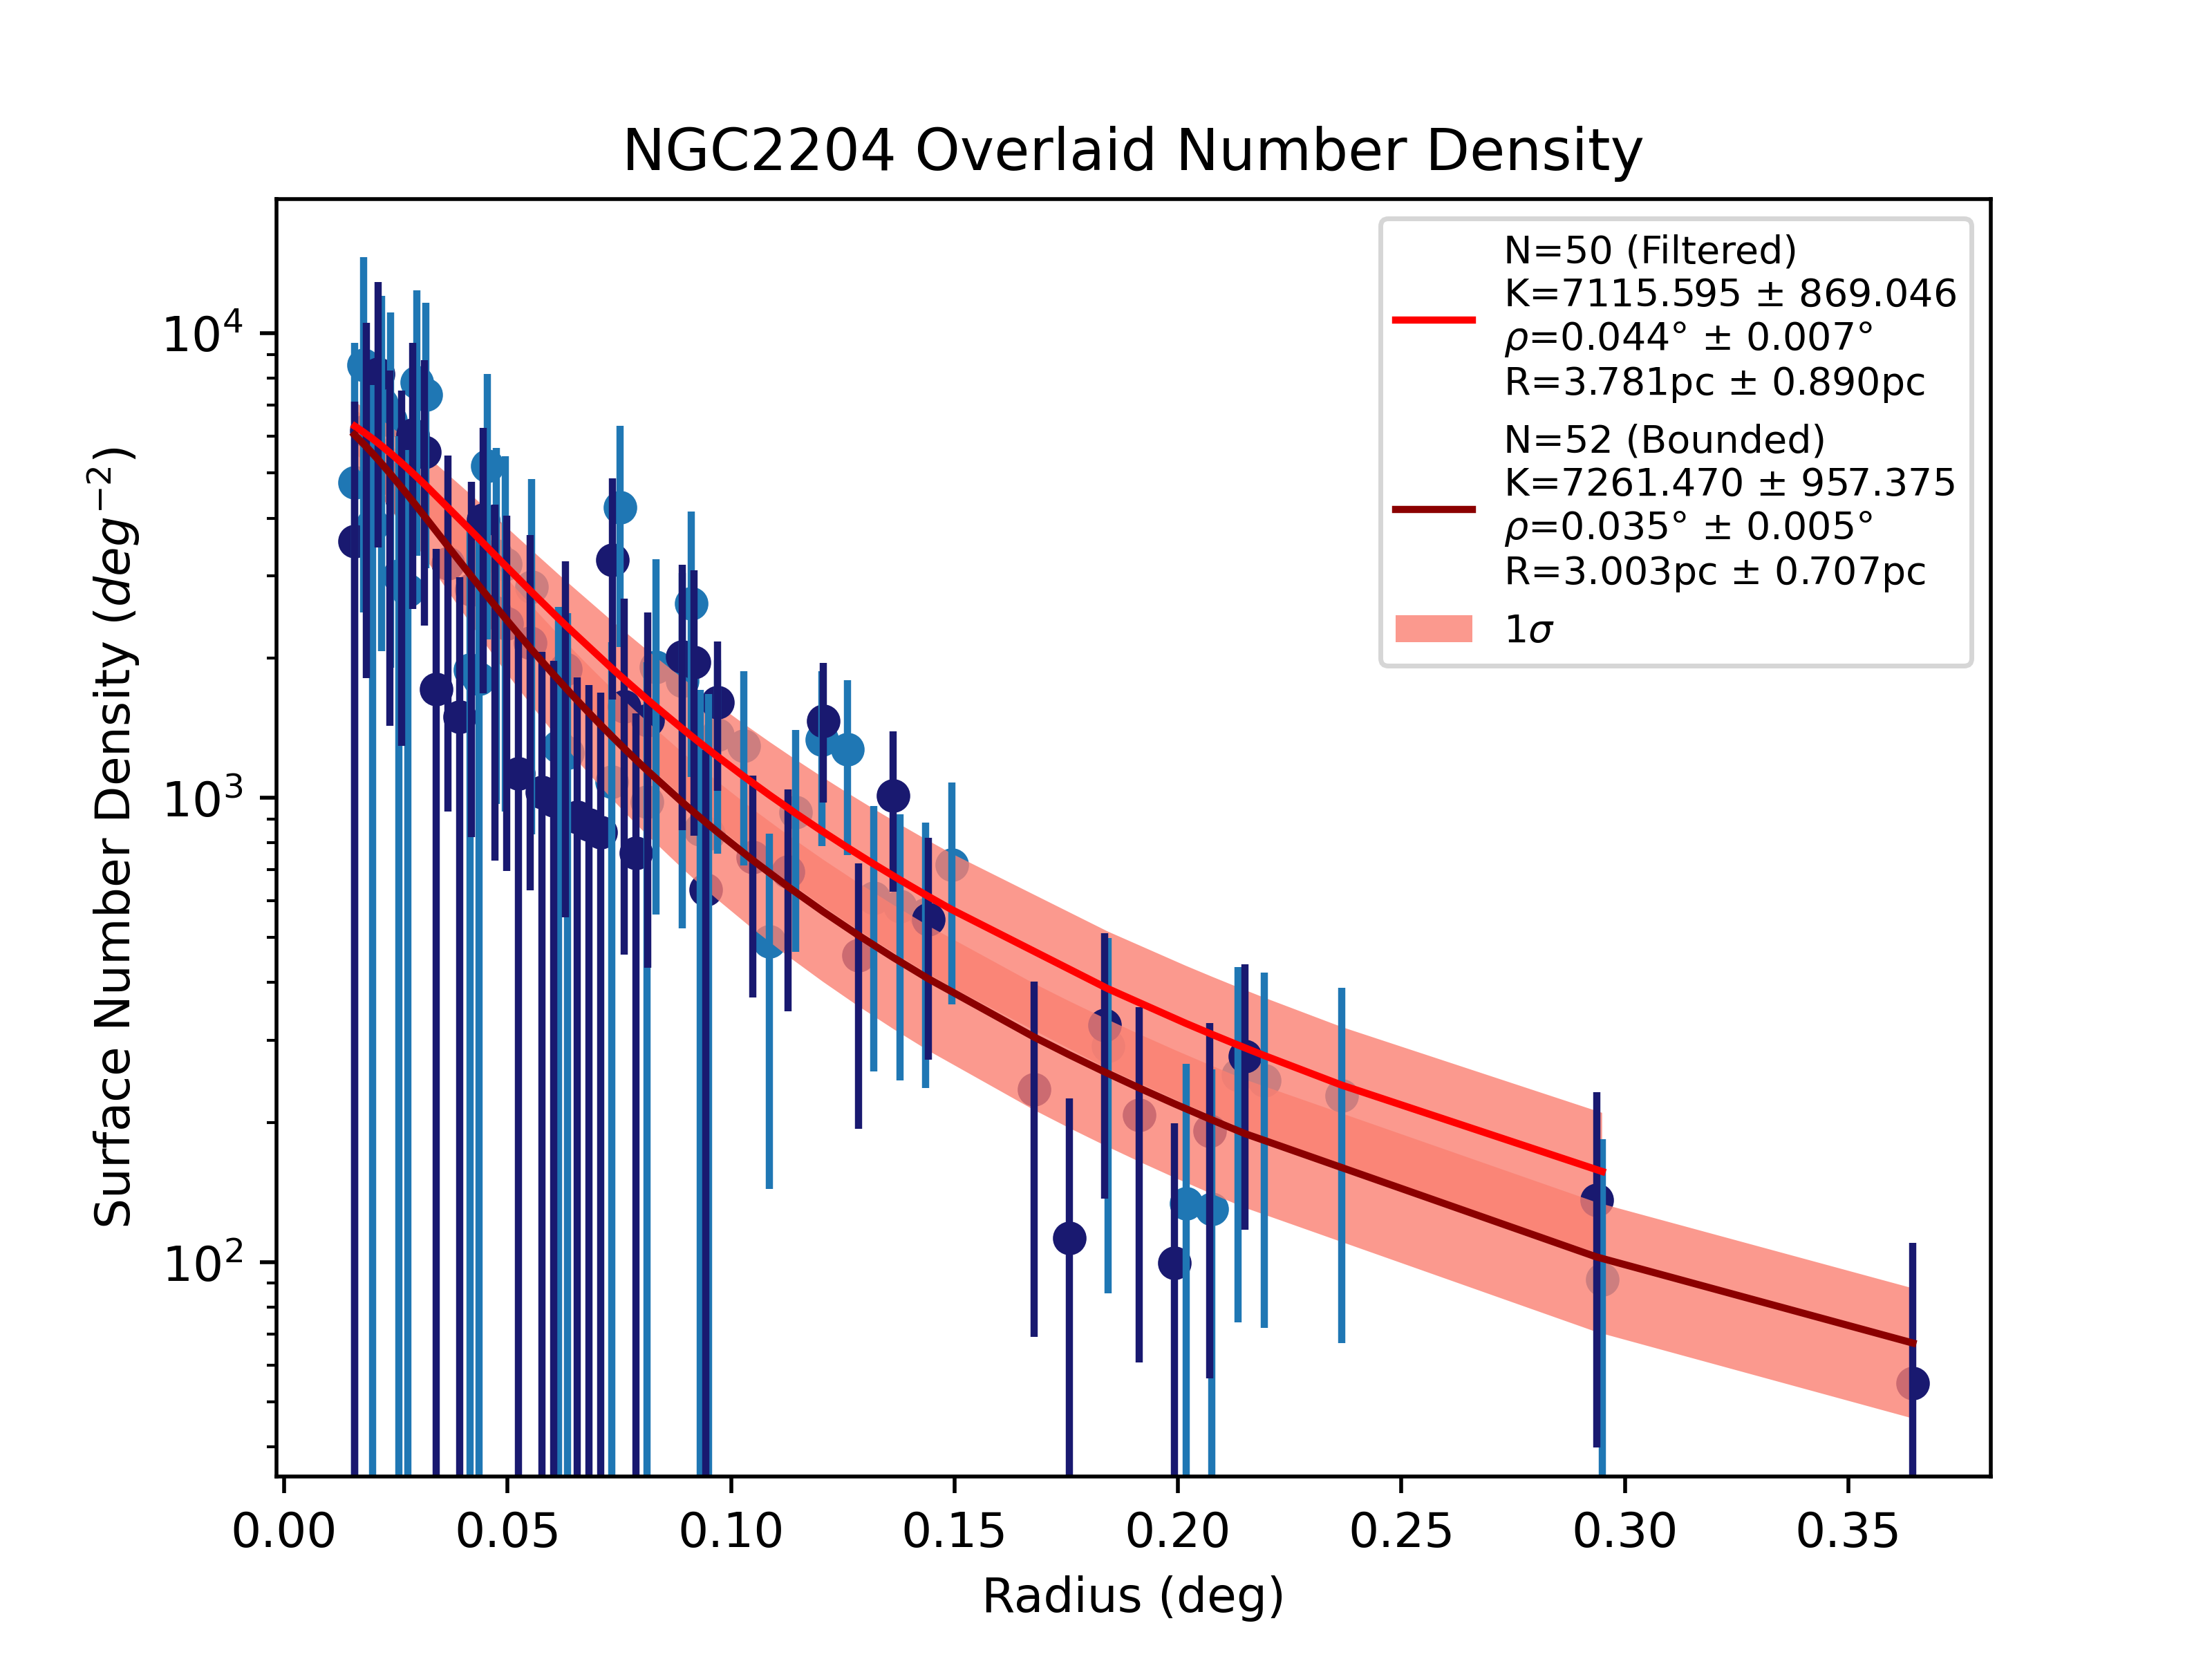 NGC2204 Overlaid Number Density
N=50 (Filtered)
K=7115.595 ± 869.046
ρ=0.044° ± 0.007°
R=3.781pc ± 0.890pc
N=52 (Bounded)
K=7261.470 ± 957.375
ρ=0.035° ± 0.005°
R=3.003pc ± 0.707pc
1σ
Surface Number Density (deg⁻²)
10⁴
10³
10²
0.00 0.05 0.10 0.15 0.20 0.25 0.30 0.35
Radius (deg)